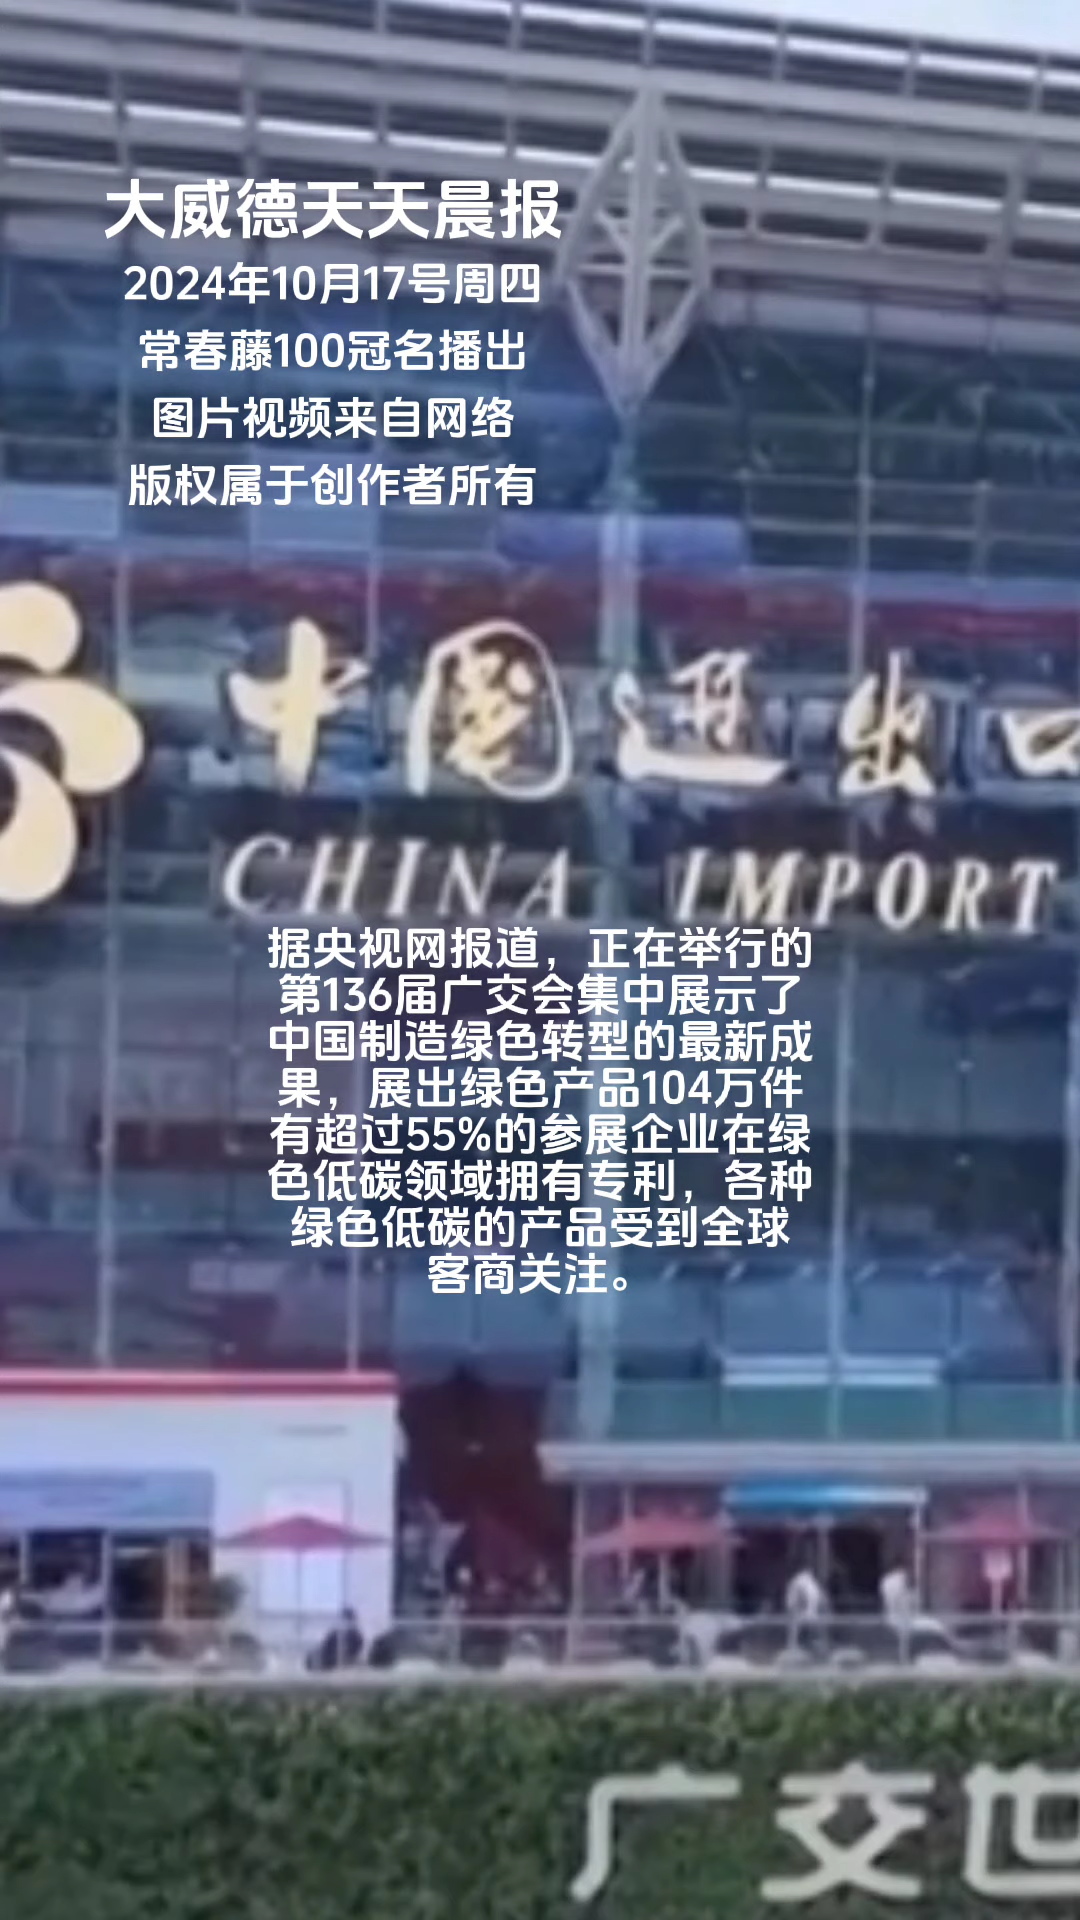 大威德天天晨报
2024年10月17号周四
常春藤100冠名播出
图片视频来自网络
版权属于创作者所有
中国进出口
CHINA IMPORT
据央视网报道，正在举行的
第136届广交会集中展示了
中国制造绿色转型的最新成
果，展出绿色产品104万件
有超过55%的参展企业在绿
色低碳领域拥有专利，各种
绿色低碳的产品受到全球
客商关注。
广交世